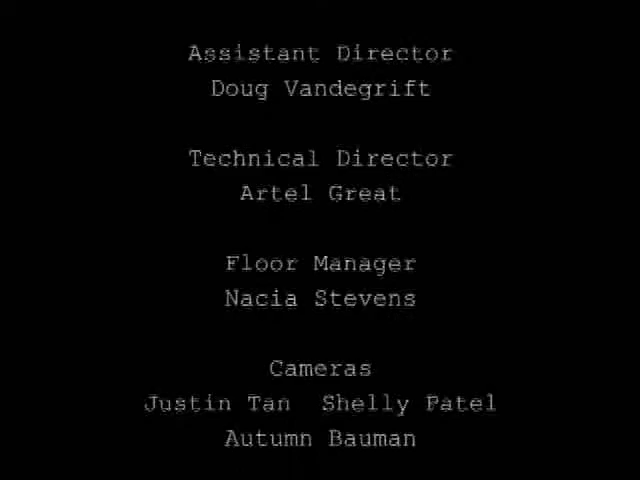 Assistant Director
Doug Vandegrift
Technical Director
Artel Great
Floor Manager
Nacia Stevens
Cameras
Justin Tan  Shelly Patel
Autumn Bauman